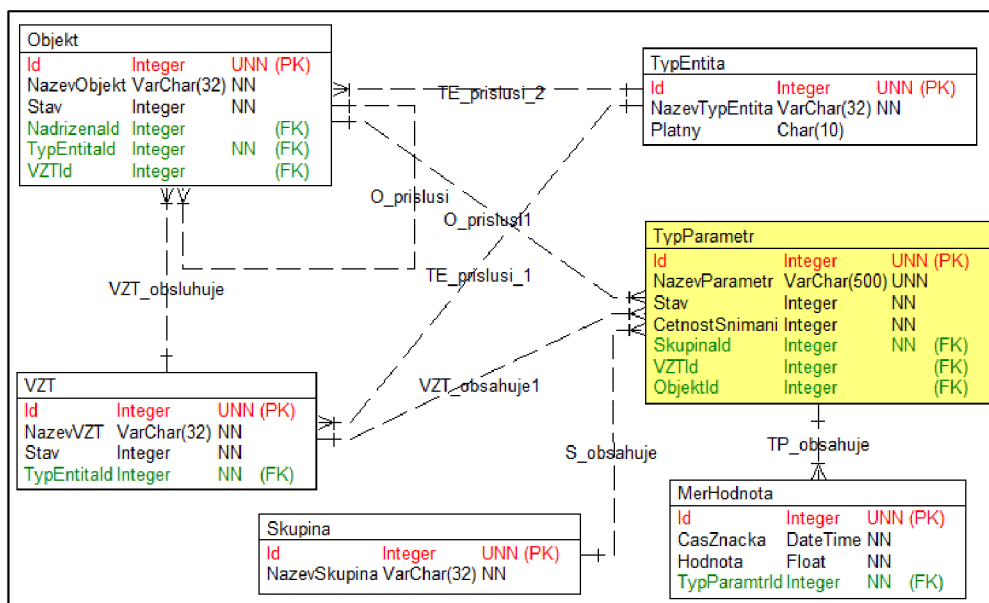 Objekt
Id Integer UNN (PK)
NazevObjekt VarChar(32) NN
Stav Integer NN
NadrizenaId Integer (FK)
TypEntitaId Integer NN (FK)
VZTId Integer (FK)
TE_prislusi_2
TypEntita
Id Integer UNN (PK)
NazevTypEntita VarChar(32) NN
Platny Char(10)
O_prislusi
O_prislusi1
TE_prislusi_1
VZT_obsluhuje
TypParametr
Id Integer UNN (PK)
NazevParametr VarChar(500) UNN
Stav Integer NN
CetnostSnimani Integer NN
SkupinaId Integer NN (FK)
VZTId Integer (FK)
ObjektId Integer (FK)
VZT
Id Integer UNN (PK)
NazevVZT VarChar(32) NN
Stav Integer NN
TypEntitaId Integer NN (FK)
VZT_obsahuje1
S_obsahuje
TP_obsahuje
MerHodnota
Id Integer UNN (PK)
CasZnacka DateTime NN
Hodnota Float NN
TypParamtrId Integer NN (FK)
Skupina
Id Integer UNN (PK)
NazevSkupina VarChar(32) NN